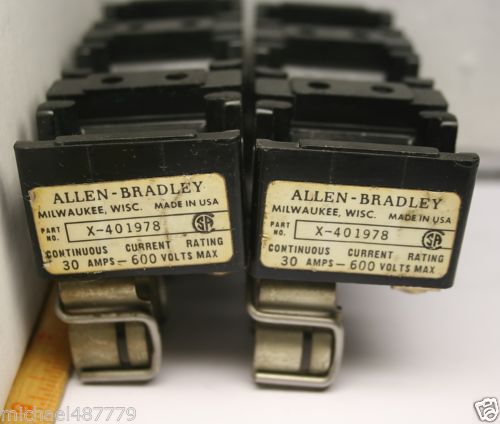 ALLEN-BRADLEY
MILWAUKEE, WISC. MADE IN USA
PART NO. X-401978
CONTINUOUS CURRENT RATING
30 AMPS-600 VOLTS MAX
ALLEN-BRADLEY
MILWAUKEE, WISC. MADE IN USA
PART NO. X-401978
CONTINUOUS CURRENT RATING
30 AMPS-600 VOLTS MAX
© michael487779